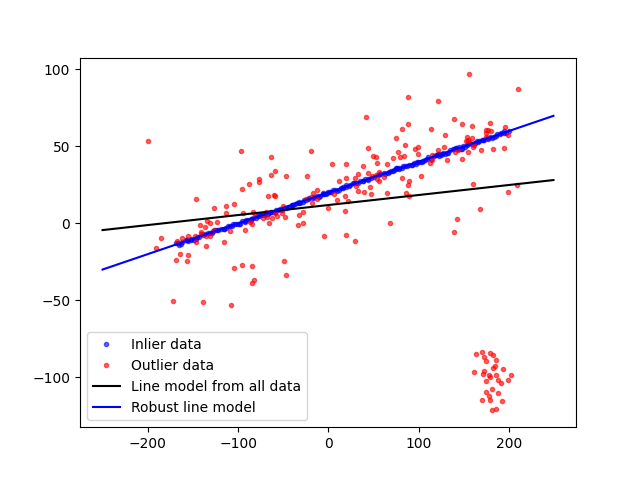 100
50
0
−50
−100
Inlier data
Outlier data
Line model from all data
Robust line model
−200
−100
0
100
200